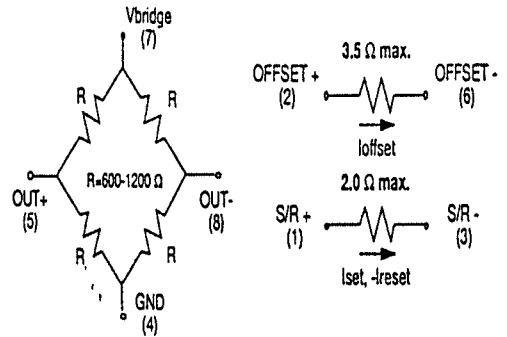 Vbridge
(7)
R
R
R=600-1200 Ω
OUT+
(5)
OUT-
(8)
R
R
GND
(4)
3.5 Ω max.
OFFSET +
(2)
OFFSET -
(6)
Ioffset
2.0 Ω max.
S/R +
(1)
S/R -
(3)
Iset, -Ireset